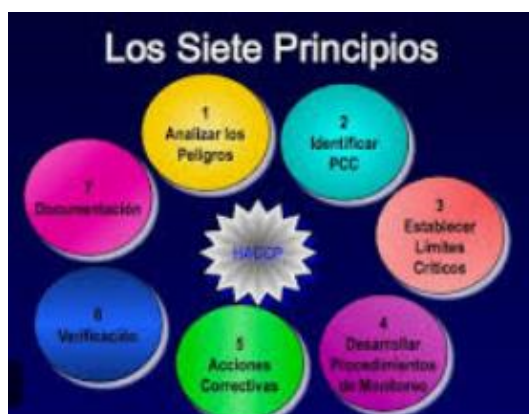 Los Siete Principios
1
Analizar los
Peligros
2
Identificar
PCC
3
Establecer
Límites
Críticos
4
Desarrollar
Procedimientos
de Monitoreo
5
Acciones
Correctivas
6
Verificación
7
Documentación
HACCP